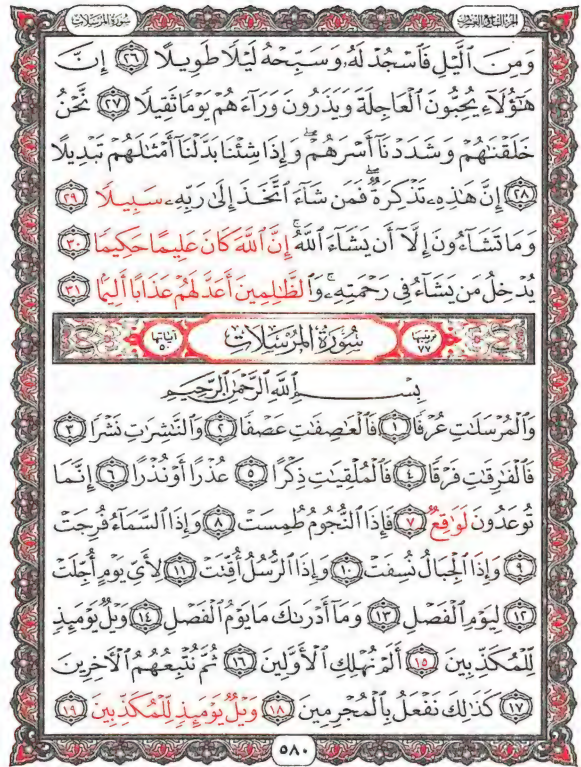 سورة المرسلات
الجزء التاسع والعشرون
وَمِنَ ٱلَّيۡلِ فَٱسۡجُدۡ لَهُۥ وَسَبِّحۡهُ لَيۡلٗا طَوِيلًا ٢٦ إِنَّ
هَٰٓؤُلَآءِ يُحِبُّونَ ٱلۡعَاجِلَةَ وَيَذَرُونَ وَرَآءَهُمۡ يَوۡمٗا ثَقِيلٗا ٢٧ نَّحۡنُ
خَلَقۡنَٰهُمۡ وَشَدَدۡنَآ أَسۡرَهُمۡۖ وَإِذَا شِئۡنَا بَدَّلۡنَآ أَمۡثَٰلَهُمۡ تَبۡدِيلًا
٢٨ إِنَّ هَٰذِهِۦ تَذۡكِرَةٞۖ فَمَن شَآءَ ٱتَّخَذَ إِلَىٰ رَبِّهِۦ سَبِيلٗا ٢٩
وَمَا تَشَآءُونَ إِلَّآ أَن يَشَآءَ ٱللَّهُۚ إِنَّ ٱللَّهَ كَانَ عَلِيمًا حَكِيمٗا ٣٠
يُدۡخِلُ مَن يَشَآءُ فِي رَحۡمَتِهِۦۚ وَٱلظَّٰلِمِينَ أَعَدَّ لَهُمۡ عَذَابًا أَلِيمَۢا ٣١
ترتيبها ٧٧ سُورَةُ المُرۡسَلَات آياتها ٥٠
بِسۡمِ ٱللَّهِ ٱلرَّحۡمَٰنِ ٱلرَّحِيمِ
وَٱلۡمُرۡسَلَٰتِ عُرۡفٗا ١ فَٱلۡعَٰصِفَٰتِ عَصۡفٗا ٢ وَٱلنَّٰشِرَٰتِ نَشۡرٗا ٣
فَٱلۡفَٰرِقَٰتِ فَرۡقٗا ٤ فَٱلۡمُلۡقِيَٰتِ ذِكۡرًا ٥ عُذۡرًا أَوۡ نُذۡرًا ٦ إِنَّمَا
تُوعَدُونَ لَوَٰقِعٞ ٧ فَإِذَا ٱلنُّجُومُ طُمِسَتۡ ٨ وَإِذَا ٱلسَّمَآءُ فُرِجَتۡ
٩ وَإِذَا ٱلۡجِبَالُ نُسِفَتۡ ١٠ وَإِذَا ٱلرُّسُلُ أُقِّتَتۡ ١١ لِأَيِّ يَوۡمٍ أُجِّلَتۡ
١٢ لِيَوۡمِ ٱلۡفَصۡلِ ١٣ وَمَآ أَدۡرَىٰكَ مَا يَوۡمُ ٱلۡفَصۡلِ ١٤ وَيۡلٞ يَوۡمَئِذٖ
لِّلۡمُكَذِّبِينَ ١٥ أَلَمۡ نُهۡلِكِ ٱلۡأَوَّلِينَ ١٦ ثُمَّ نُتۡبِعُهُمُ ٱلۡأٓخِرِينَ
١٧ كَذَٰلِكَ نَفۡعَلُ بِٱلۡمُجۡرِمِينَ ١٨ وَيۡلٞ يَوۡمَئِذٖ لِّلۡمُكَذِّبِينَ ١٩
٥٨٠